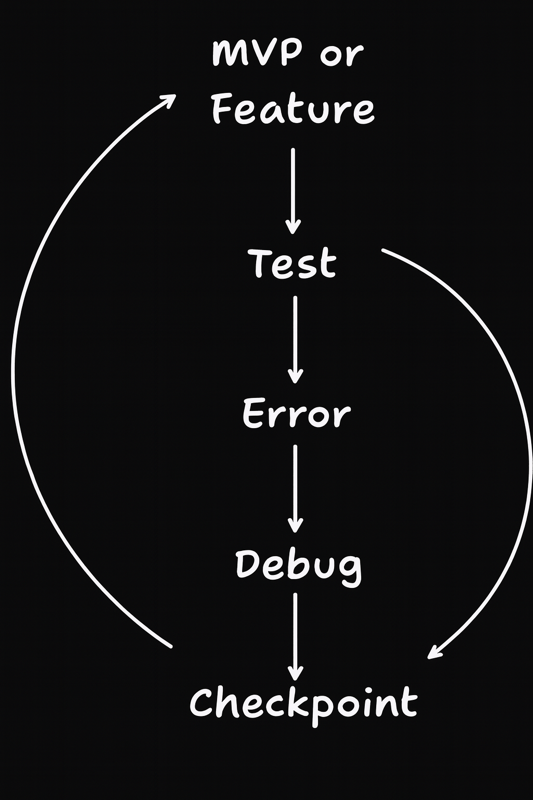 MVP or
Feature
Test
Error
Debug
Checkpoint